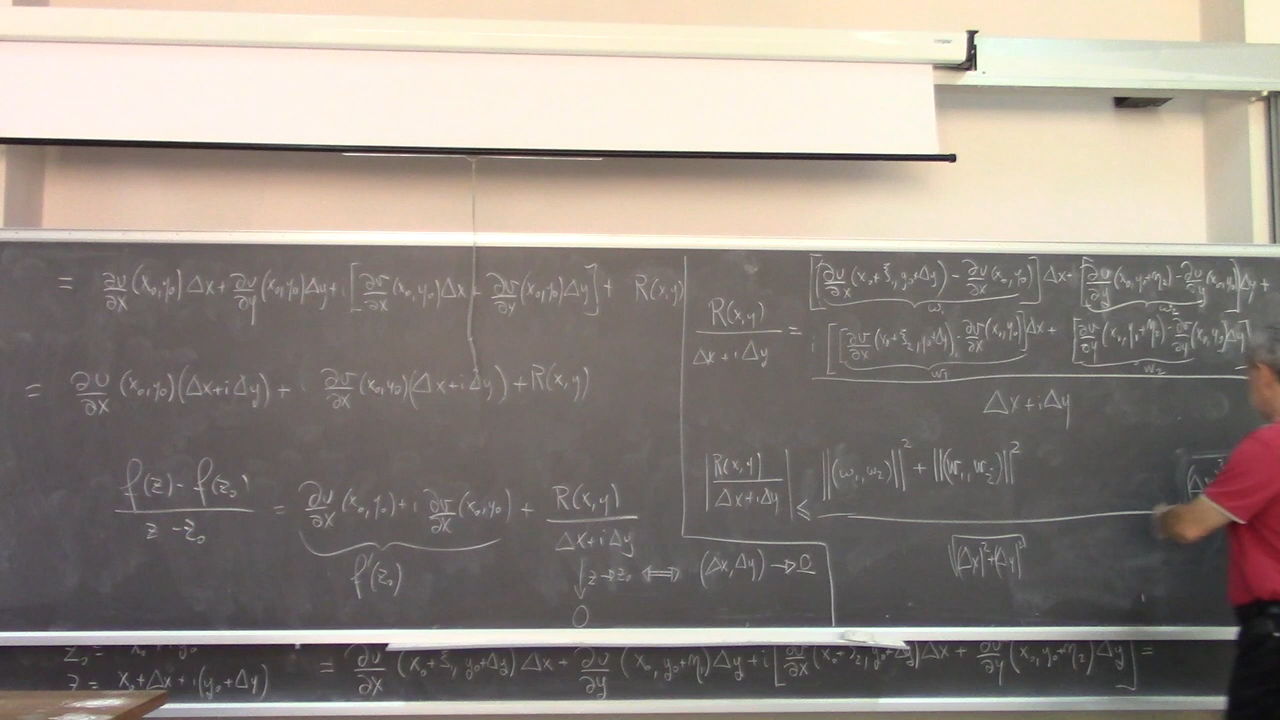 = ∂u/∂x (x₀,y₀) Δx + ∂u/∂y (x₀,y₀) Δy + i [ ∂v/∂x (x₀,y₀) Δx + ∂v/∂y (x₀,y₀) Δy ] + R(x,y)
= ∂u/∂x (x₀,y₀)(Δx+iΔy) + i ∂v/∂x (x₀,y₀)(Δx+iΔy) + R(x,y)
f(z) - f(z₀) / z - z₀ = ∂u/∂x (x₀,y₀) + i ∂v/∂x (x₀,y₀) + R(x,y) / Δx+iΔy
f'(z₀)
↓ z→z₀ ⟺ (Δx,Δy) → 0
0
R(x,y) / Δx+iΔy =
[ ∂u/∂x (x₀+ξ₁, y₀+Δy) - ∂u/∂x (x₀,y₀) ] Δx + [ ∂u/∂y (x₀,y₀+η₁) - ∂u/∂y (x₀,y₀) ] Δy +
ω₁ ω₂
i [ [ ∂v/∂x (x₀+ξ₂, y₀+Δy) - ∂v/∂x (x₀,y₀) ] Δx + [ ∂v/∂y (x₀,y₀+η₂) - ∂v/∂y (x₀,y₀) ] Δy ]
w₁ w₂
Δx+iΔy
| R(x,y) / Δx+iΔy | ≤ ||(ω₁,ω₂)||² + ||(w₁,w₂)||²
√(Δx)²+(Δy)²
z₀ = x₀+iy₀
z = x₀+Δx+i(y₀+Δy)
= ∂u/∂x (x₀+ξ₁, y₀+Δy) Δx + ∂u/∂y (x₀, y₀+η₁) Δy + i [ ∂v/∂x (x₀+ξ₂, y₀+Δy) Δx + ∂v/∂y (x₀, y₀+η₂) Δy ] =